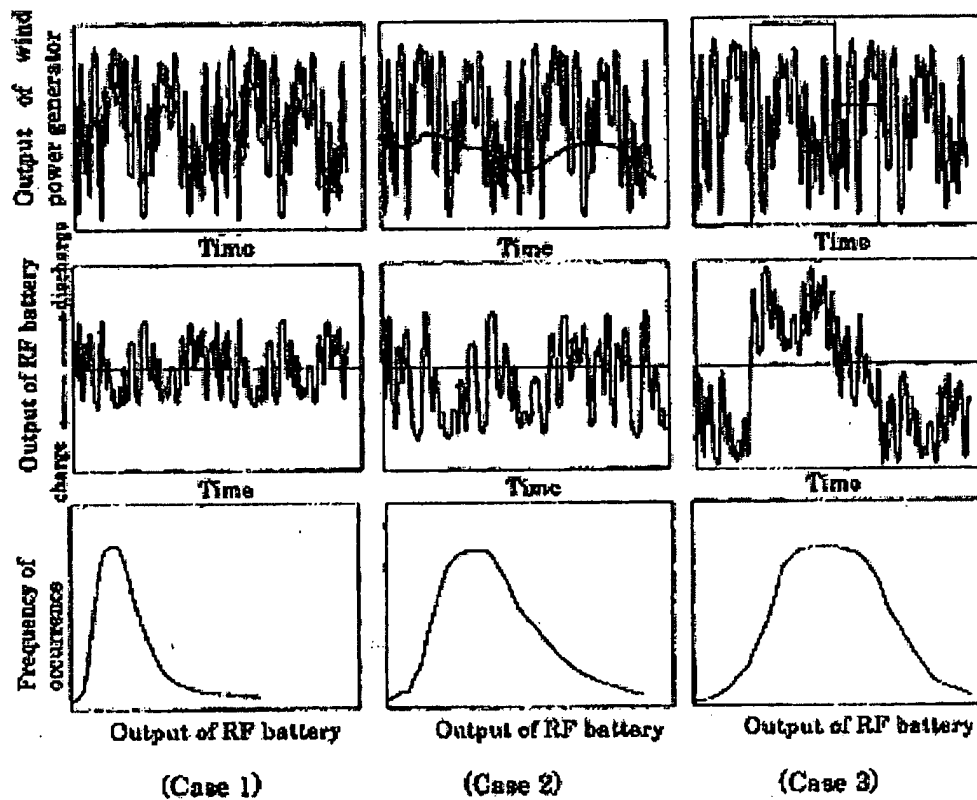 Output of wind
power generator
Time
Time
Time
Output of RF battery
charge
discharge
Time
Time
Time
Frequency of
occurrence
Output of RF battery
Output of RF battery
Output of RF battery
(Case 1)
(Case 2)
(Case 3)